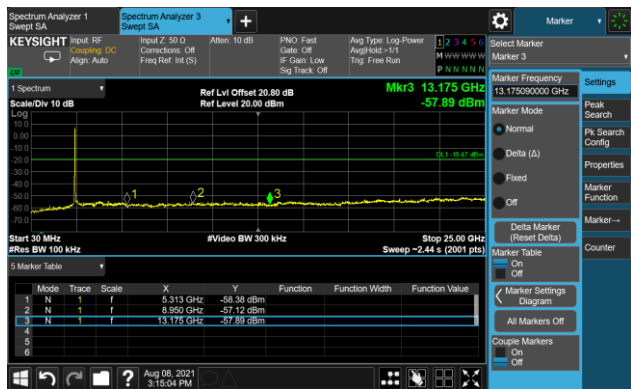 Spectrum Analyzer 1
Swept SA
Spectrum Analyzer 3
Swept SA
Marker
KEYSIGHT
Input: RF
Coupling: DC
Align: Auto
Input Z: 50 Ω
Corrections: Off
Freq Ref: Int (S)
Atten: 10 dB
PNO: Fast
Gate: Off
IF Gain: Low
Sig Track: Off
Avg Type: Log-Power
Avg|Hold:>1/1
Trig: Free Run
1 2 3 4 5 6
M W W W W W
P N N N N N
Select Marker
Marker 3
1 Spectrum
Scale/Div 10 dB
Log
Ref Lvl Offset 20.80 dB
Ref Level 20.00 dBm
Mkr3 13.175 GHz
-57.89 dBm
10.0
0.00
-10.0
-20.0
-30.0
-40.0
-50.0
-60.0
-70.0
DL1 -19.47 dBm
1
2
3
Start 30 MHz
#Res BW 100 kHz
#Video BW 300 kHz
Stop 25.00 GHz
Sweep ~2.44 s (2001 pts)
5 Marker Table
Mode Trace Scale X Y Function Function Width Function Value
1 N 1 f 5.313 GHz -58.38 dBm
2 N 1 f 8.950 GHz -57.12 dBm
3 N 1 f 13.175 GHz -57.89 dBm
4
5
6
Marker Frequency
13.175090000 GHz
Marker Mode
Normal
Delta (Δ)
Fixed
Off
Delta Marker
(Reset Delta)
Marker Table
On
Off
Marker Settings
Diagram
All Markers Off
Couple Markers
On
Off
Settings
Peak
Search
Pk Search
Config
Properties
Marker
Function
Marker→
Counter
Aug 08, 2021
3:15:04 PM